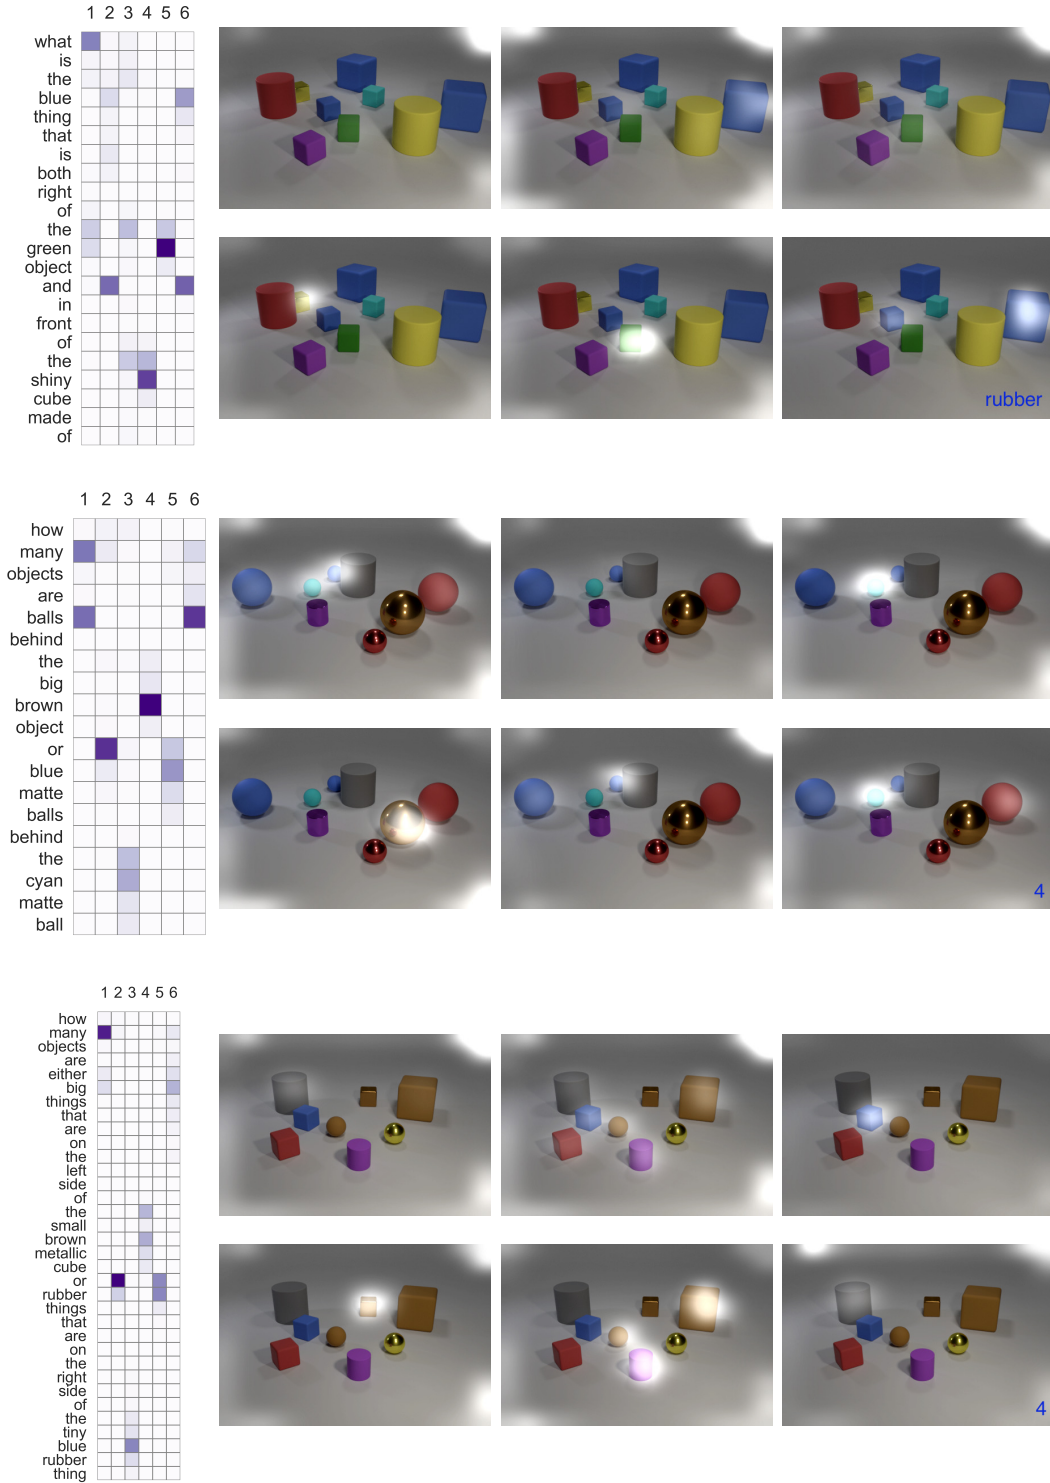 1 2 3 4 5 6
what
is
the
blue
thing
that
is
both
right
of
the
green
object
and
in
front
of
the
shiny
cube
made
of
rubber
1 2 3 4 5 6
how
many
objects
are
balls
behind
the
big
brown
object
or
blue
matte
balls
behind
the
cyan
matte
ball
4
1 2 3 4 5 6
how
many
objects
are
either
big
things
that
are
on
the
left
side
of
the
small
brown
metallic
cube
or
rubber
things
that
are
on
the
right
side
of
the
tiny
blue
rubber
thing
4